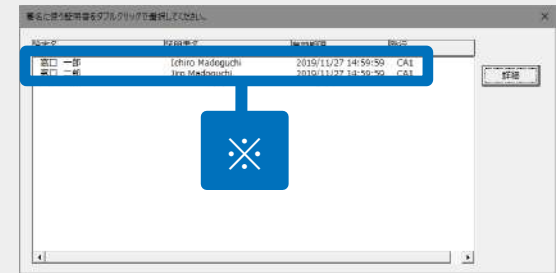 署名に使う証明書をダブルクリックで選択してください。
×
窓口 一郎 Ichiro Madoguchi 2019/11/27 14:59:59 CA1
窓口 二郎 Jiro Madoguchi 2019/11/27 14:59:59 CA1
詳細
※